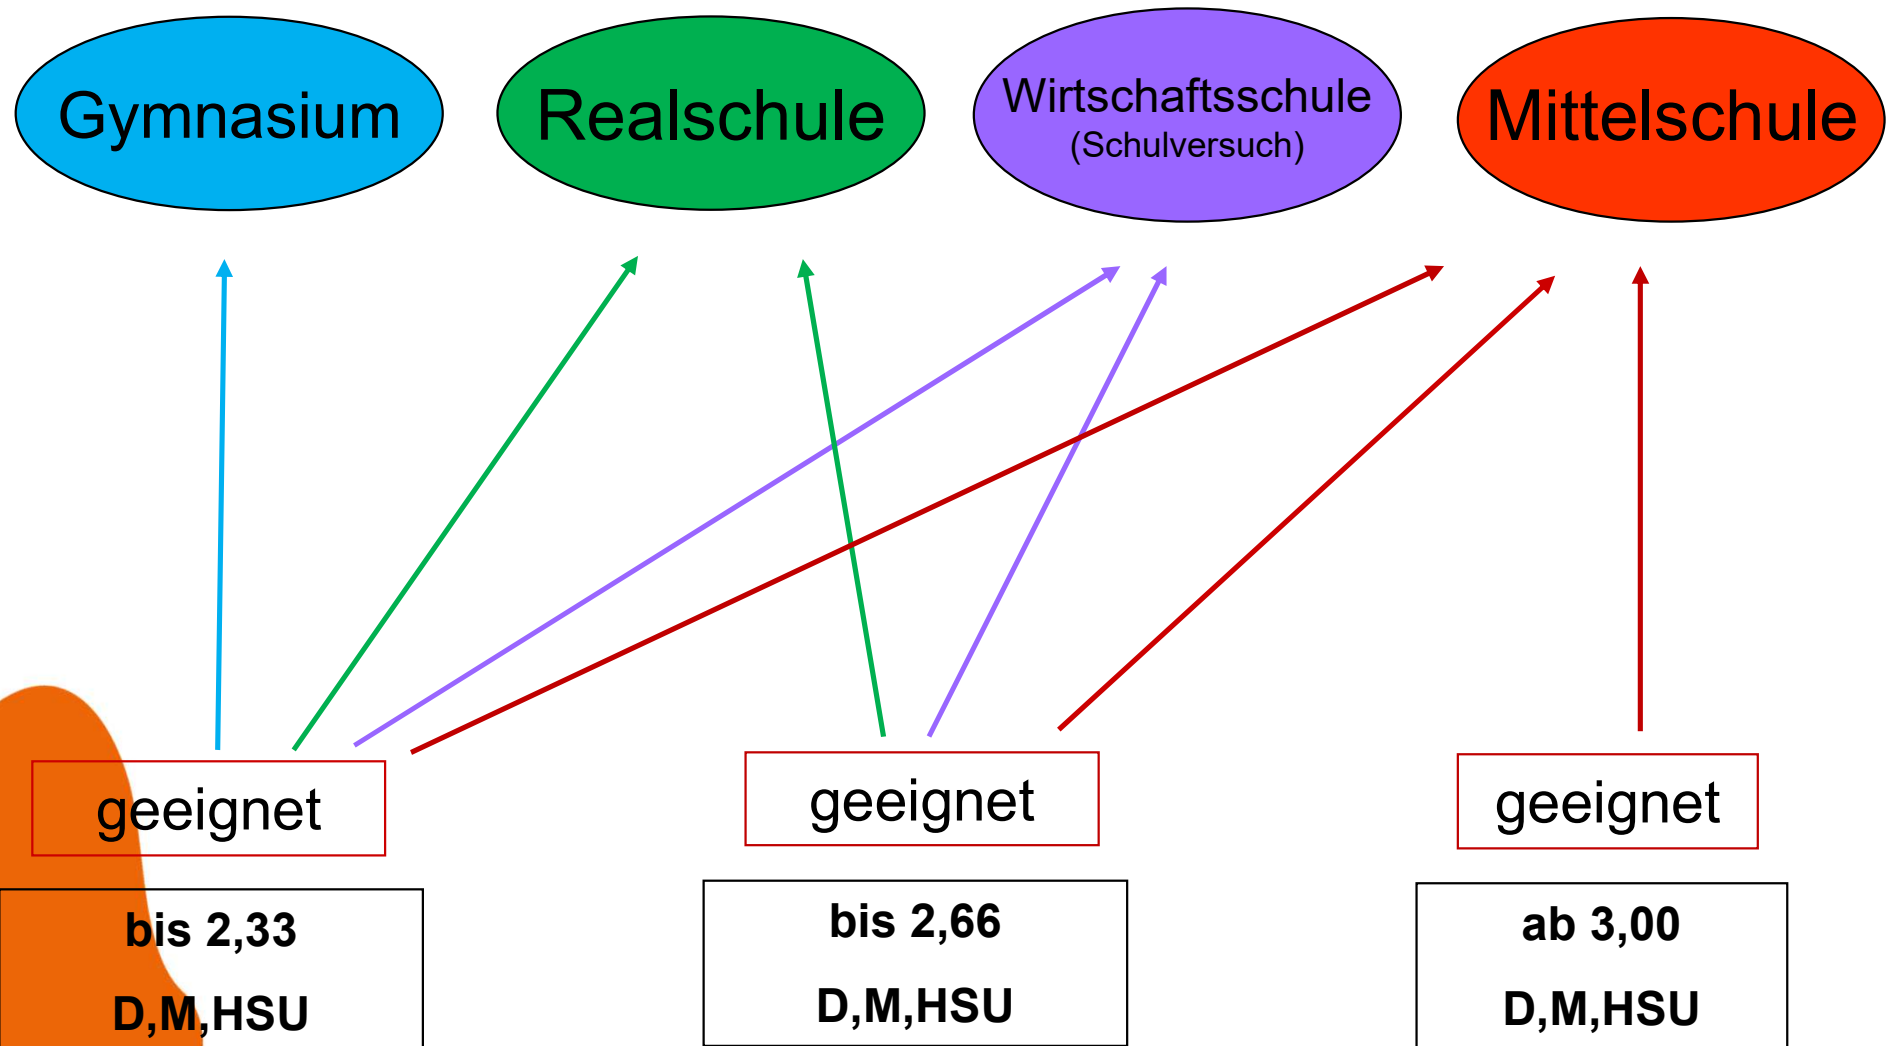 Gymnasium
Realschule
Wirtschaftsschule
(Schulversuch)
Mittelschule
geeignet
geeignet
geeignet
bis 2,33
D,M,HSU
bis 2,66
D,M,HSU
ab 3,00
D,M,HSU